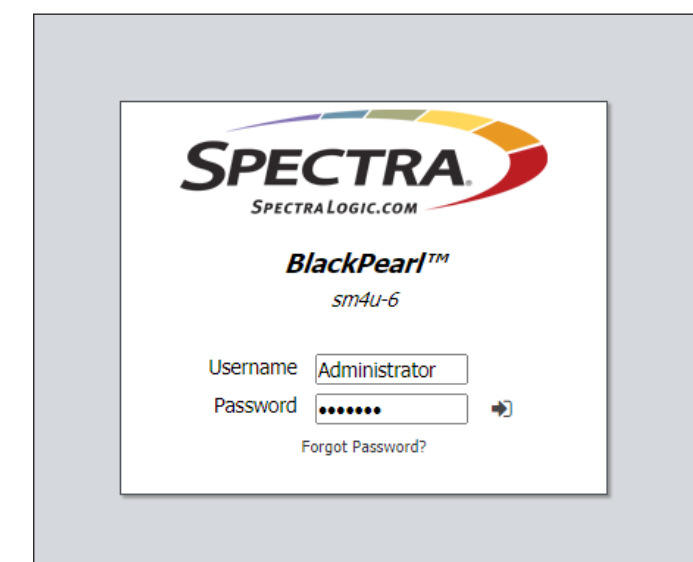 SPECTRA.
SPECTRALOGIC.COM
BlackPearl™
sm4u-6
Username Administrator
Password •••••••
Forgot Password?